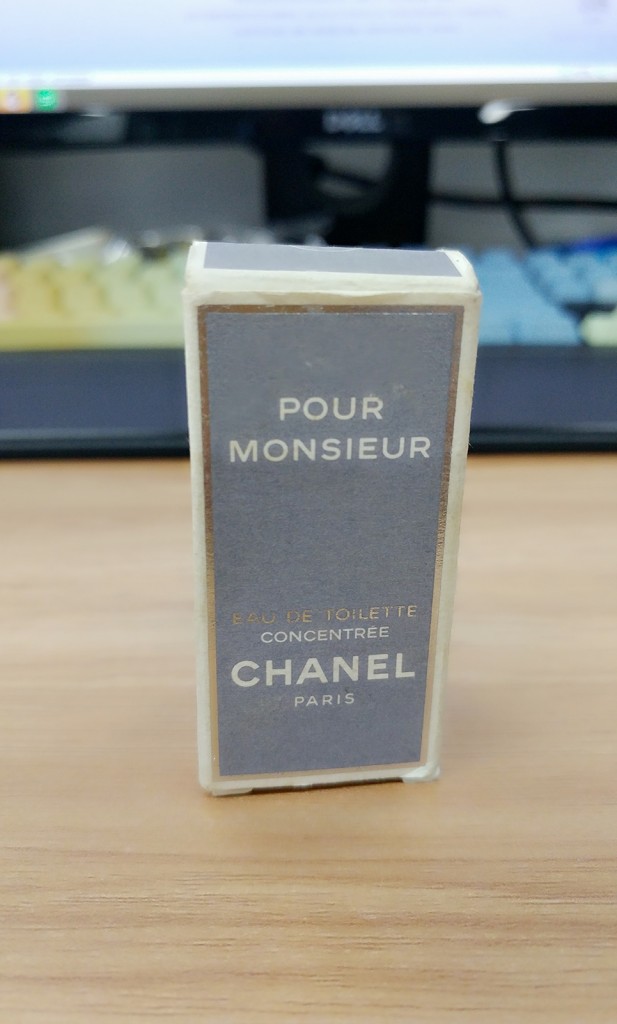 POUR
MONSIEUR
EAU DE TOILETTE
CONCENTRÉE
CHANEL
PARIS